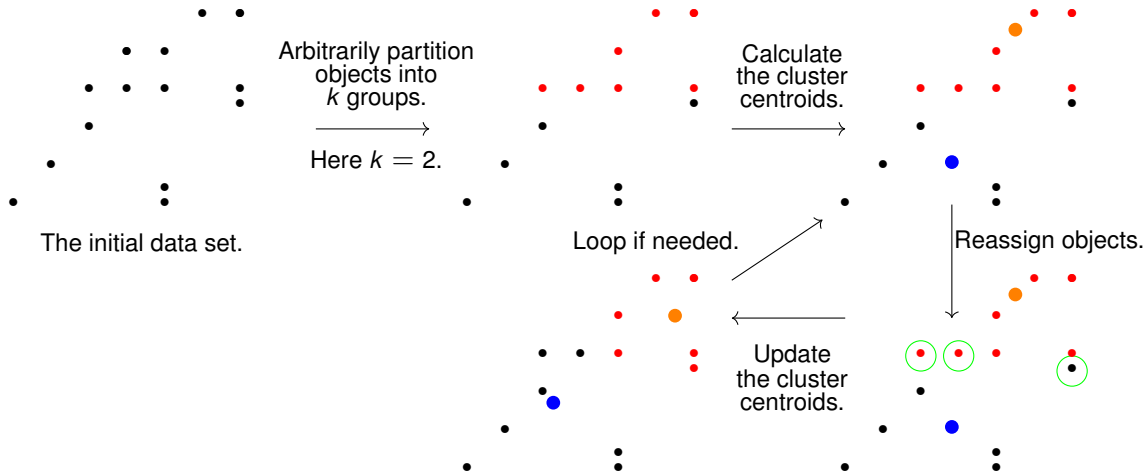 Arbitrarily partition
objects into
k groups.
Here k = 2.
Calculate
the cluster
centroids.
The initial data set.
Loop if needed.
Reassign objects.
Update
the cluster
centroids.